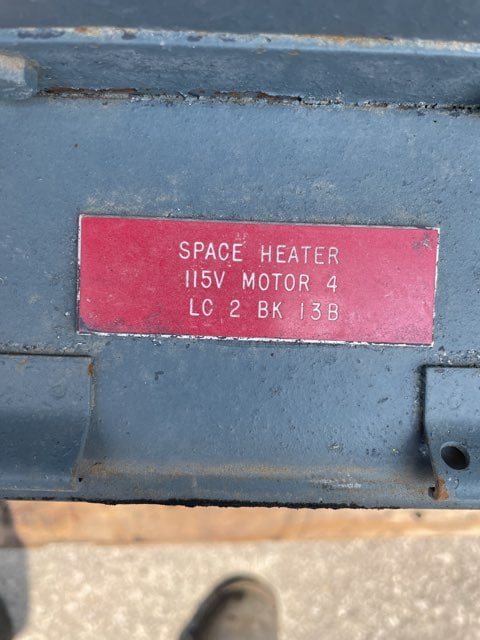 SPACE HEATER
115V MOTOR 4
LC 2 BK 13B